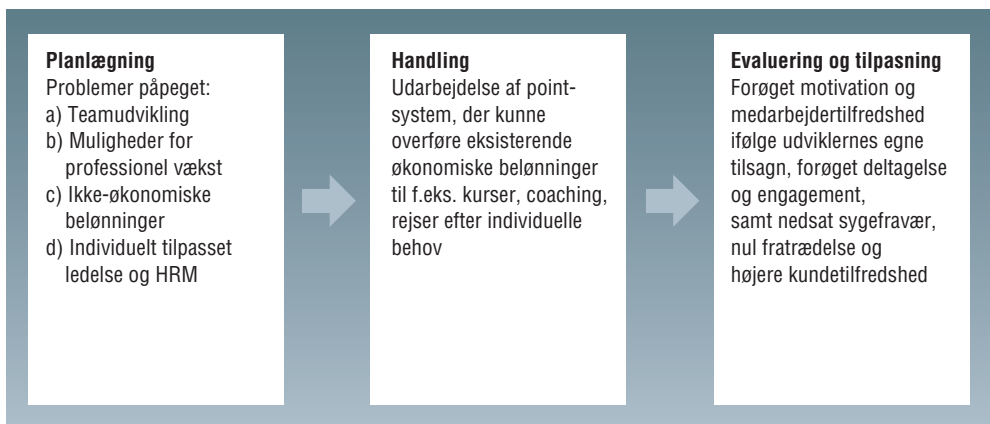 Planlægning
Problemer påpeget:
a) Teamudvikling
b) Muligheder for
professionel vækst
c) Ikke-økonomiske
belønninger
d) Individuelt tilpasset
ledelse og HRM
Handling
Udarbejdelse af point-
system, der kunne
overføre eksisterende
økonomiske belønninger
til f.eks. kurser, coaching,
rejser efter individuelle
behov
Evaluering og tilpasning
Forøget motivation og
medarbejdertilfredshed
ifølge udviklernes egne
tilsagn, forøget deltagelse
og engagement,
samt nedsat sygefravær,
nul fratrædelse og
højere kundetilfredshed